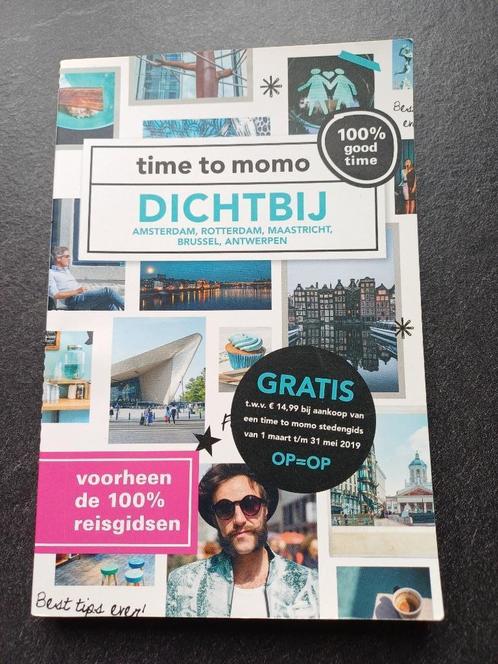 Best
en
100%
good
time
time to momo
DICHTBIJ
AMSTERDAM, ROTTERDAM, MAASTRICHT,
BRUSSEL, ANTWERPEN
GRATIS
t.w.v. € 14,99 bij aankoop van
een time to momo stedengids
van 1 maart t/m 31 mei 2019
OP=OP
voorheen
de 100%
reisgidsen
Best tips ever!